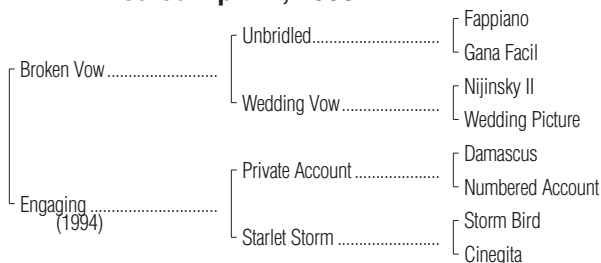 Fappiano
Unbridled
Gana Facil
Broken Vow
Nijinsky II
Wedding Vow
Wedding Picture
Damascus
Private Account
Numbered Account
Engaging
(1994)
Storm Bird
Starlet Storm
Cinegita